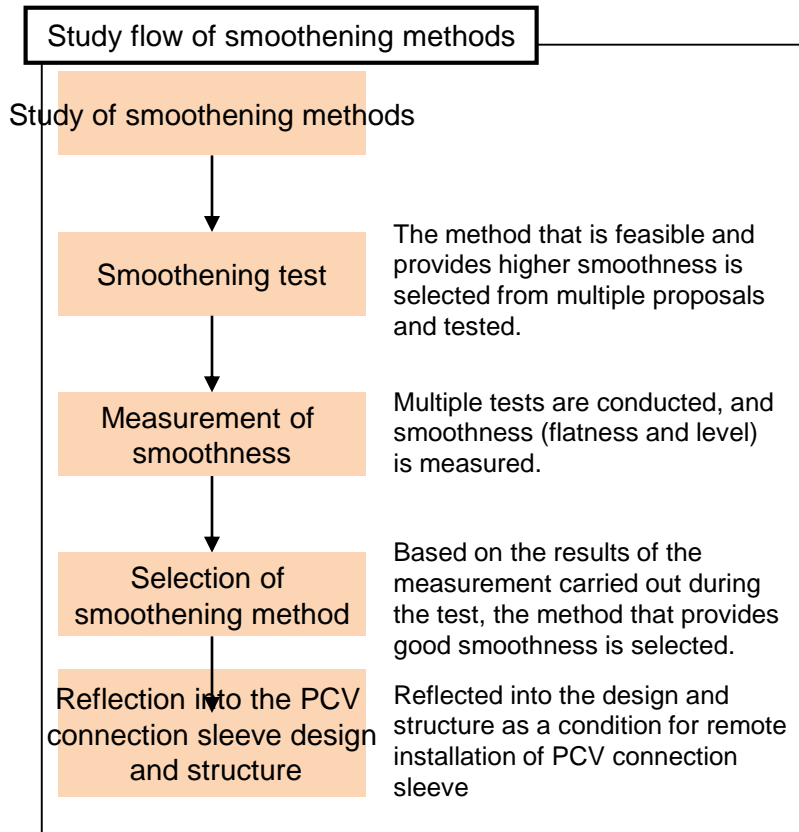 Study flow of smoothening methods
Study of smoothening methods
Smoothening test
The method that is feasible and
provides higher smoothness is
selected from multiple proposals
and tested.
Measurement of
smoothness
Multiple tests are conducted, and
smoothness (flatness and level)
is measured.
Selection of
smoothening method
Based on the results of the
measurement carried out during
the test, the method that provides
good smoothness is selected.
Reflection into the PCV
connection sleeve design
and structure
Reflected into the design and
structure as a condition for remote
installation of PCV connection
sleeve